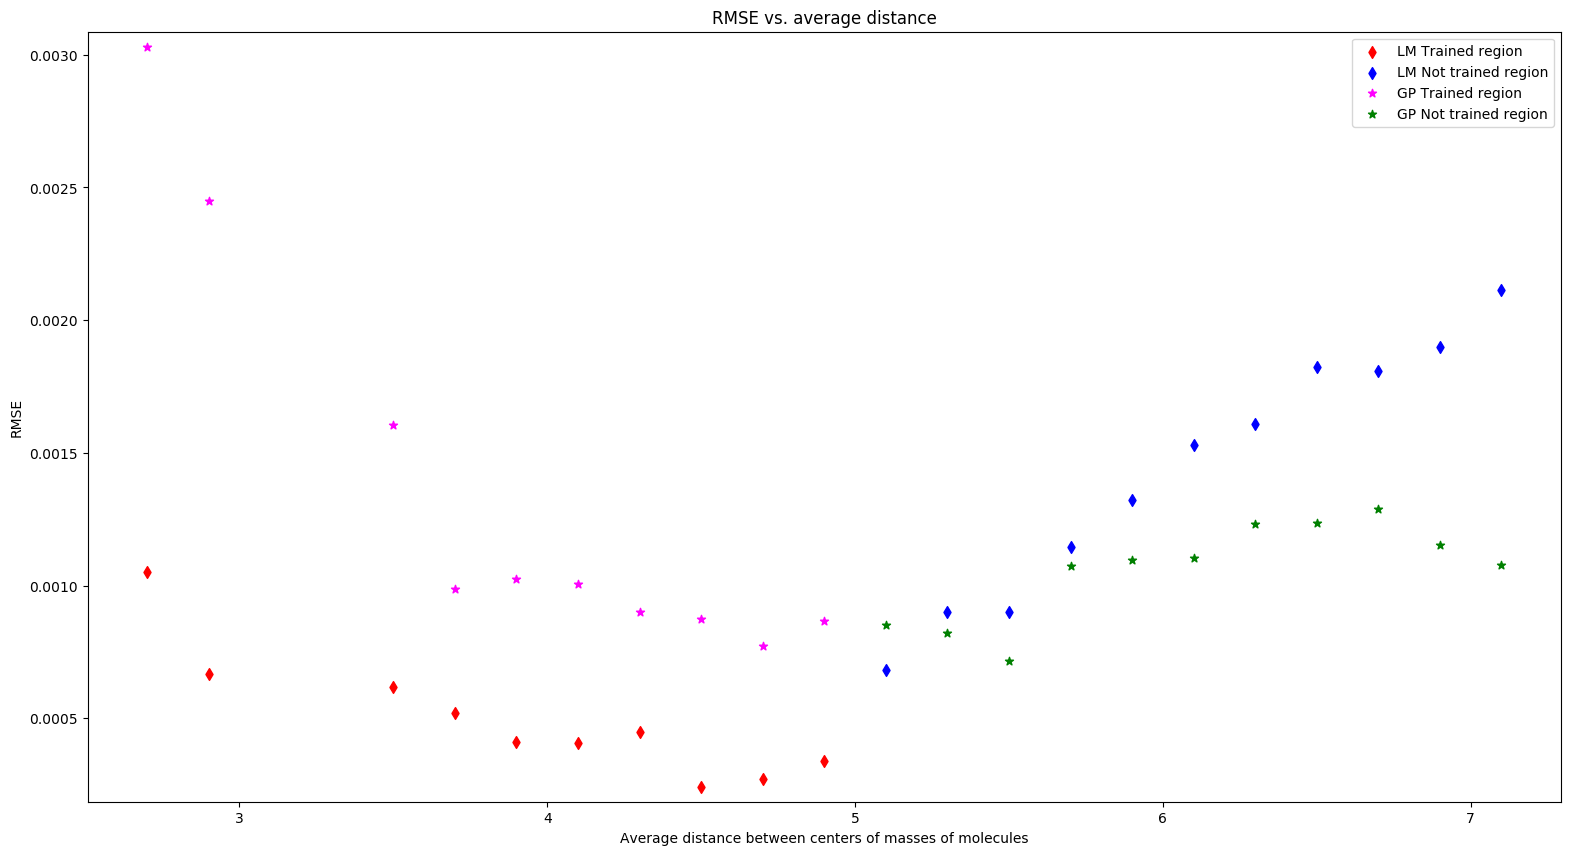 RMSE vs. average distance
LM Trained region
LM Not trained region
GP Trained region
GP Not trained region
RMSE
0.0030
0.0025
0.0020
0.0015
0.0010
0.0005
3 4 5 6 7
Average distance between centers of masses of molecules